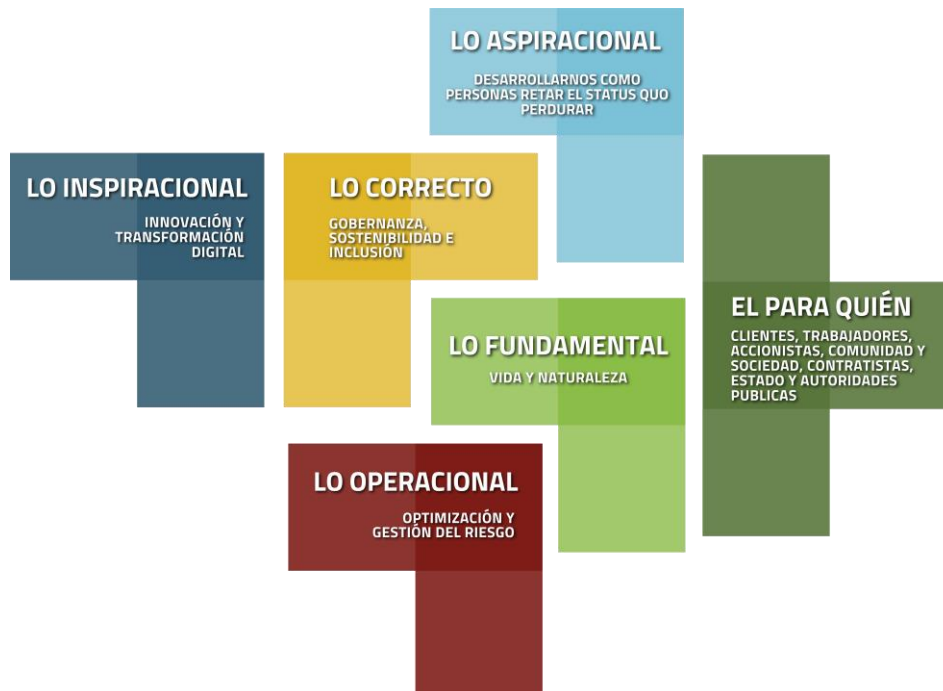 LO ASPIRACIONAL
DESARROLLARNOS COMO
PERSONAS RETAR EL STATUS QUO
PERDURAR
LO INSPIRACIONAL
INNOVACIÓN Y
TRANSFORMACIÓN
DIGITAL
LO CORRECTO
GOBERNANZA,
SOSTENIBILIDAD E
INCLUSIÓN
EL PARA QUIÉN
CLIENTES, TRABAJADORES,
ACCIONISTAS, COMUNIDAD Y
SOCIEDAD, CONTRATISTAS,
ESTADO Y AUTORIDADES
PUBLICAS
LO FUNDAMENTAL
VIDA Y NATURALEZA
LO OPERACIONAL
OPTIMIZACIÓN Y
GESTIÓN DEL RIESGO